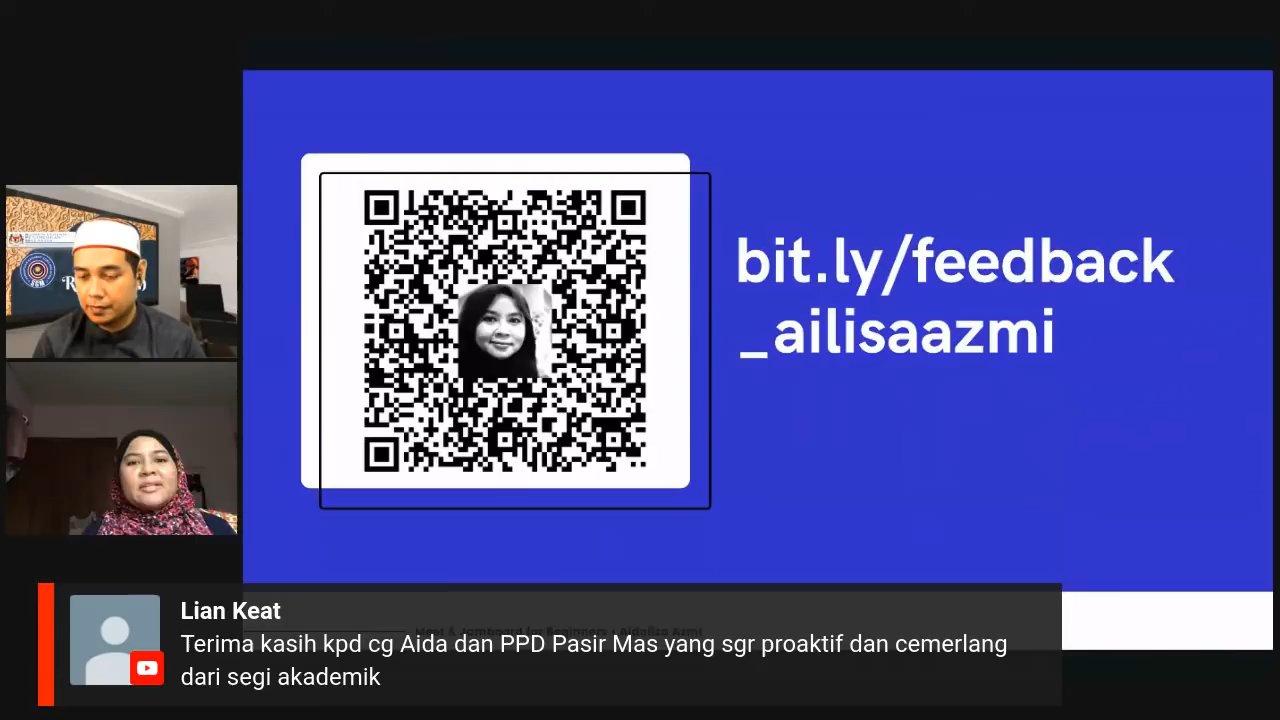 bit.ly/feedback
_ailisaazmi
Lian Keat
Terima kasih kpd cg Aida dan PPD Pasir Mas yang sgr proaktif dan cemerlang
dari segi akademik